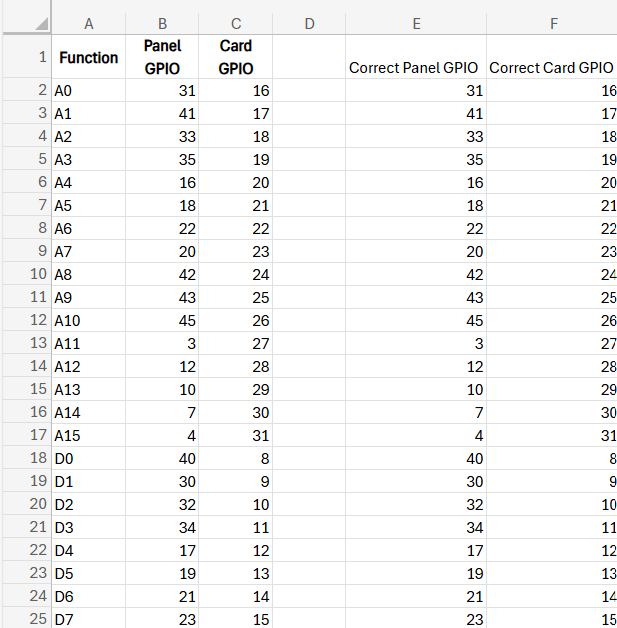 A B C D E F
1 Function Panel GPIO Card GPIO Correct Panel GPIO Correct Card GPIO
2 A0 31 16 31 16
3 A1 41 17 41 17
4 A2 33 18 33 18
5 A3 35 19 35 19
6 A4 16 20 16 20
7 A5 18 21 18 21
8 A6 22 22 22 22
9 A7 20 23 20 23
10 A8 42 24 42 24
11 A9 43 25 43 25
12 A10 45 26 45 26
13 A11 3 27 3 27
14 A12 12 28 12 28
15 A13 10 29 10 29
16 A14 7 30 7 30
17 A15 4 31 4 31
18 D0 40 8 40 8
19 D1 30 9 30 9
20 D2 32 10 32 10
21 D3 34 11 34 11
22 D4 17 12 17 12
23 D5 19 13 19 13
24 D6 21 14 21 14
25 D7 23 15 23 15